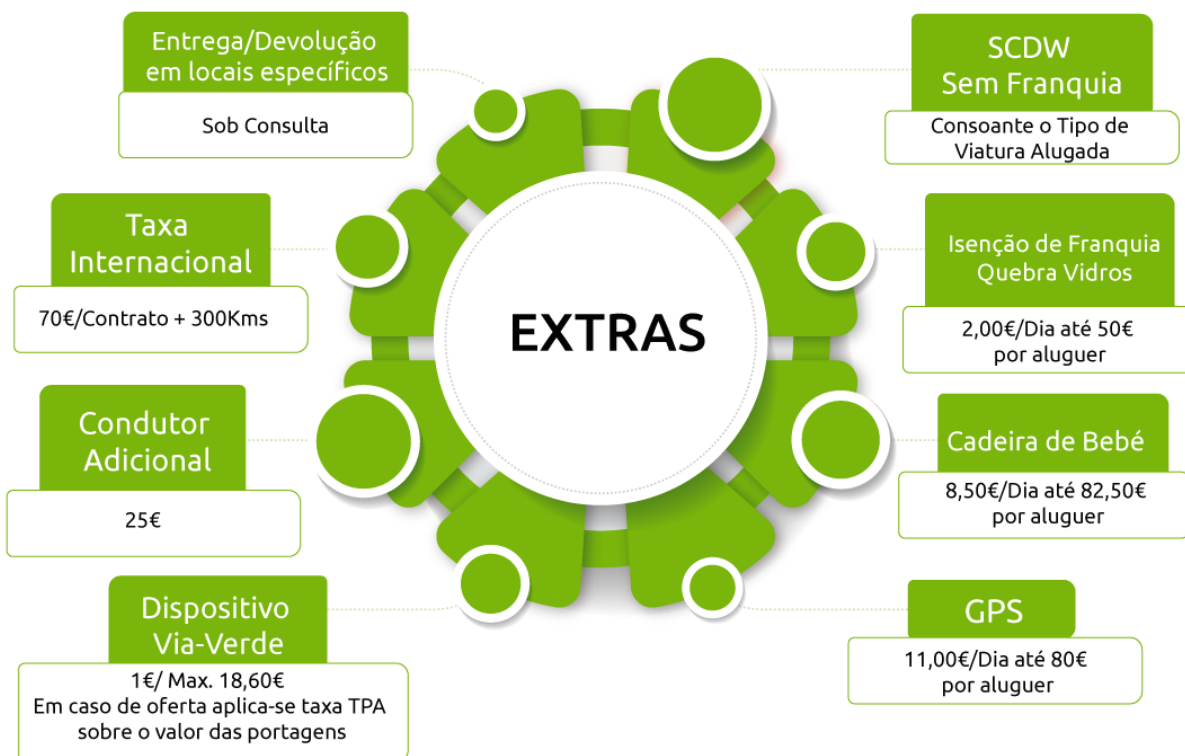 Entrega/Devolução
em locais específicos
Sob Consulta
Taxa
Internacional
70€/Contrato + 300Kms
Condutor
Adicional
25€
Dispositivo
Via-Verde
1€/ Max. 18,60€
Em caso de oferta aplica-se taxa TPA
sobre o valor das portagens
EXTRAS
SCDW
Sem Franquia
Consoante o Tipo de
Viatura Alugada
Isenção de Franquia
Quebra Vidros
2,00€/Dia até 50€
por aluguer
Cadeira de Bebé
8,50€/Dia até 82,50€
por aluguer
GPS
11,00€/Dia até 80€
por aluguer